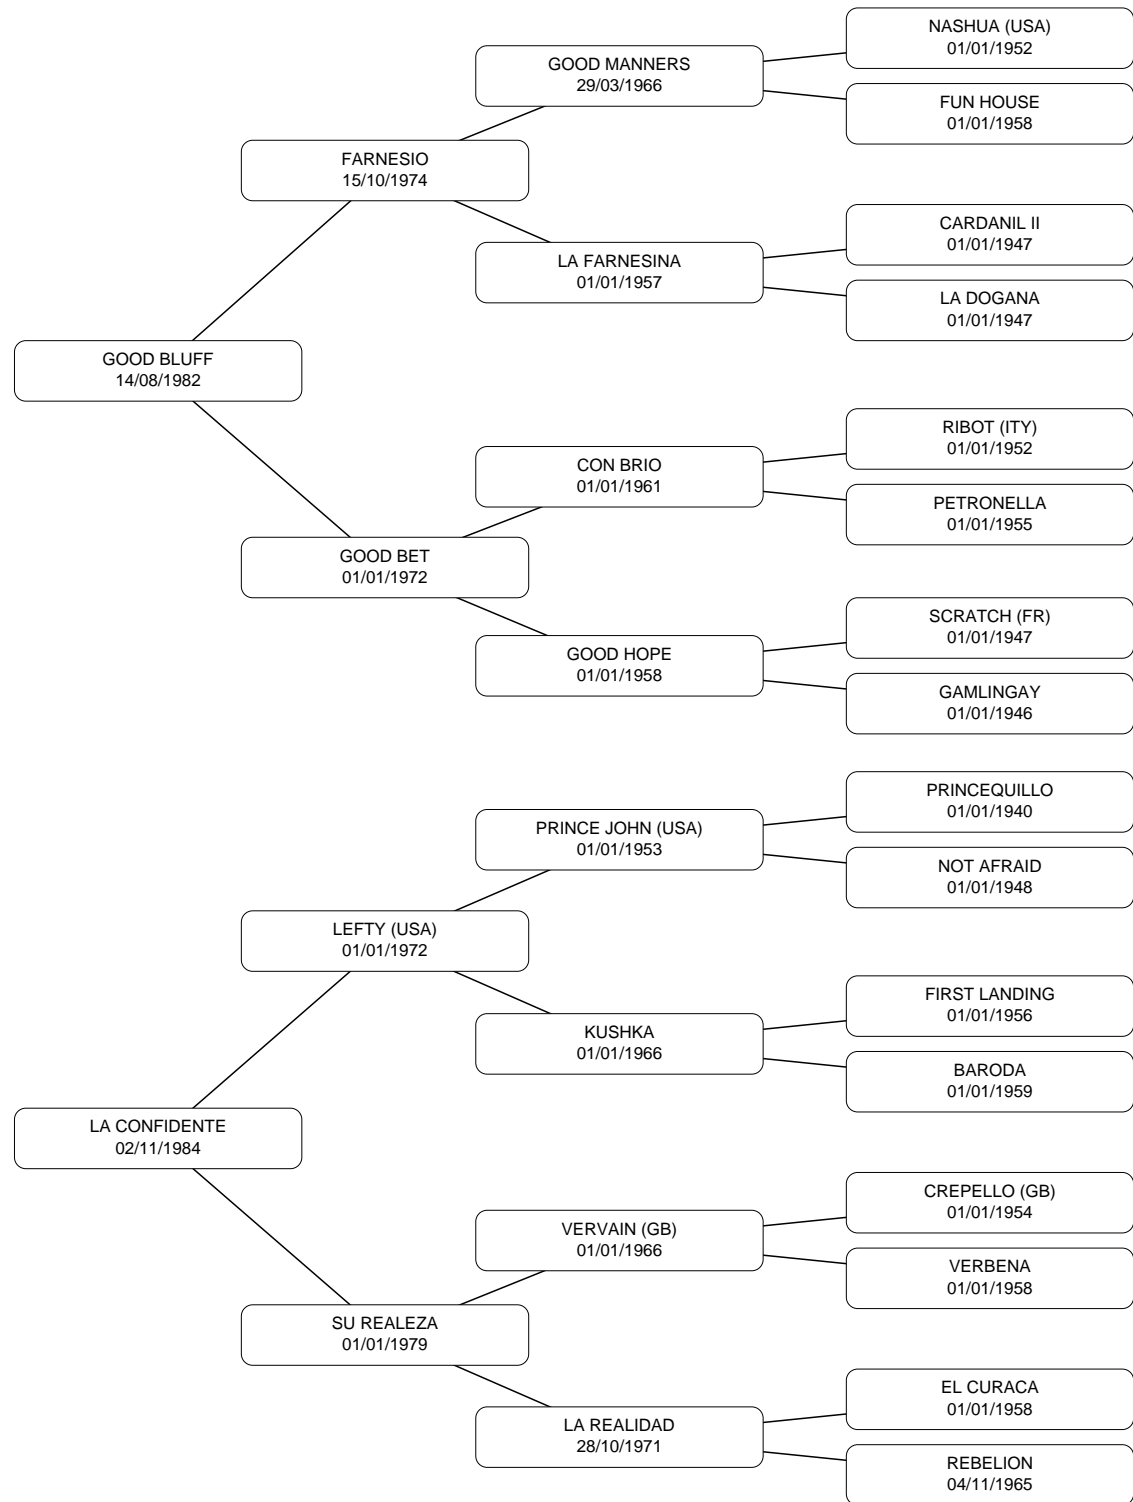 NASHUA (USA)
01/01/1952
GOOD MANNERS
29/03/1966
FUN HOUSE
01/01/1958
FARNESIO
15/10/1974
CARDANIL II
01/01/1947
LA FARNESINA
01/01/1957
LA DOGANA
01/01/1947
GOOD BLUFF
14/08/1982
RIBOT (ITY)
01/01/1952
CON BRIO
01/01/1961
PETRONELLA
01/01/1955
GOOD BET
01/01/1972
SCRATCH (FR)
01/01/1947
GOOD HOPE
01/01/1958
GAMLINGAY
01/01/1946
PRINCEQUILLO
01/01/1940
PRINCE JOHN (USA)
01/01/1953
NOT AFRAID
01/01/1948
LEFTY (USA)
01/01/1972
FIRST LANDING
01/01/1956
KUSHKA
01/01/1966
BARODA
01/01/1959
LA CONFIDENTE
02/11/1984
CREPELLO (GB)
01/01/1954
VERVAIN (GB)
01/01/1966
VERBENA
01/01/1958
SU REALEZA
01/01/1979
EL CURACA
01/01/1958
LA REALIDAD
28/10/1971
REBELION
04/11/1965